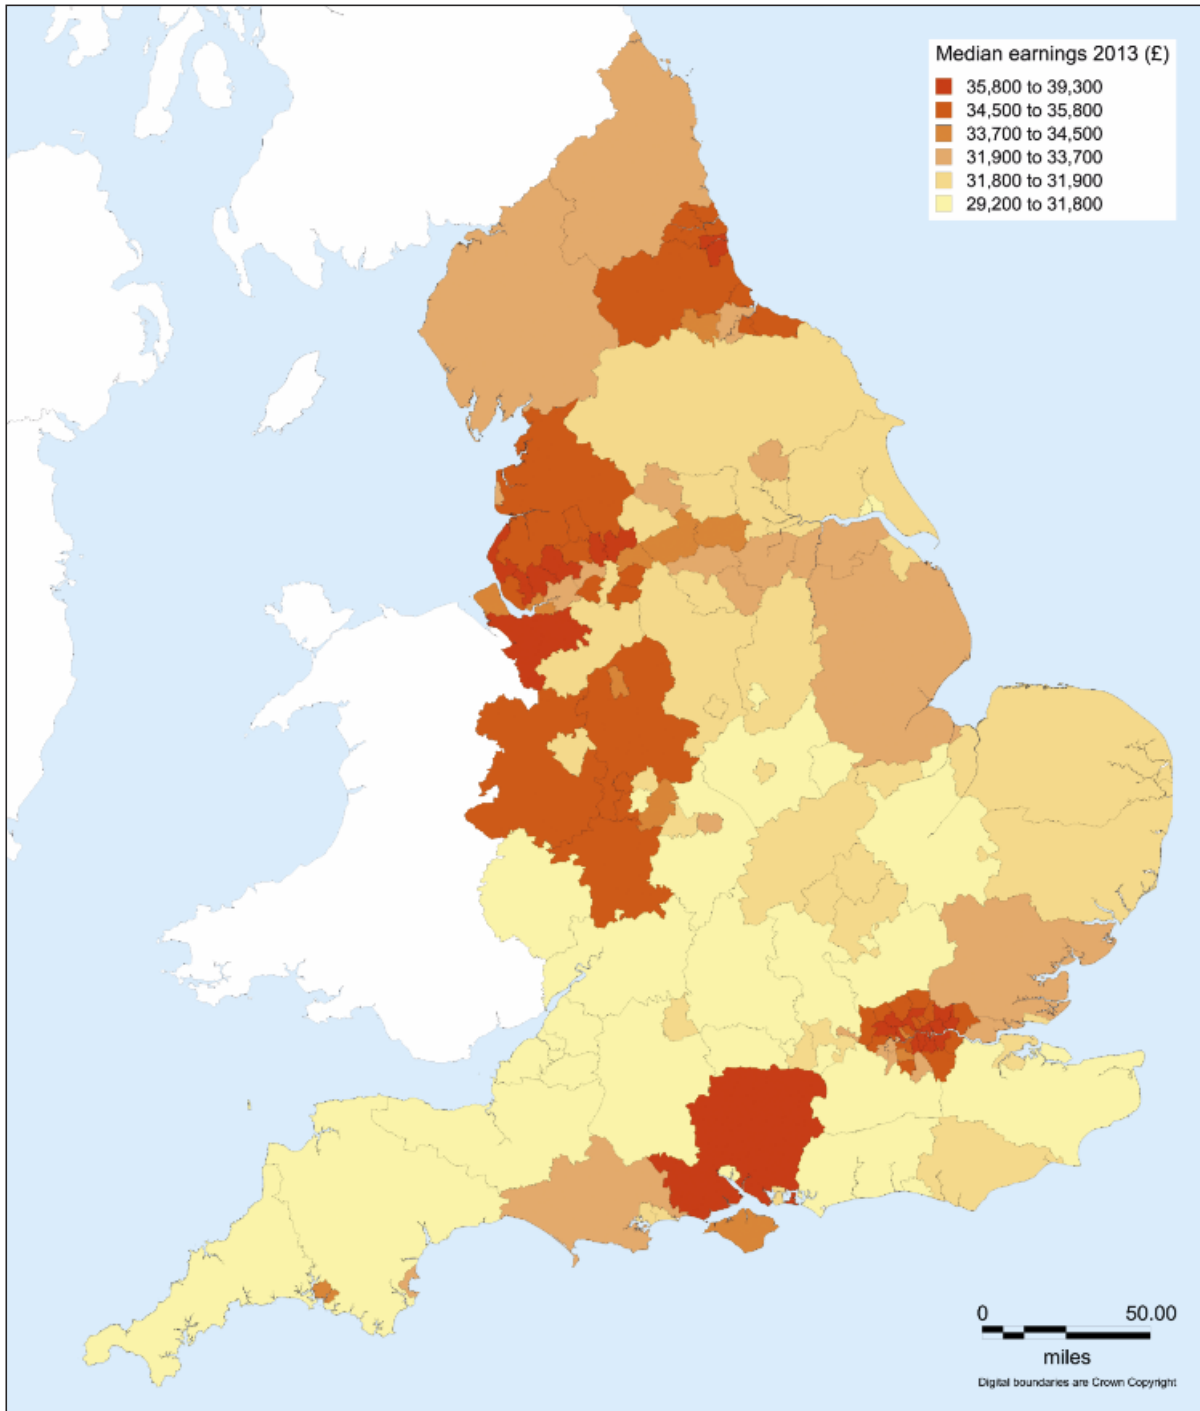 Median earnings 2013 (£)
35,800 to 39,300
34,500 to 35,800
33,700 to 34,500
31,900 to 33,700
31,800 to 31,900
29,200 to 31,800
0 50.00
miles
Digital boundaries are Crown Copyright